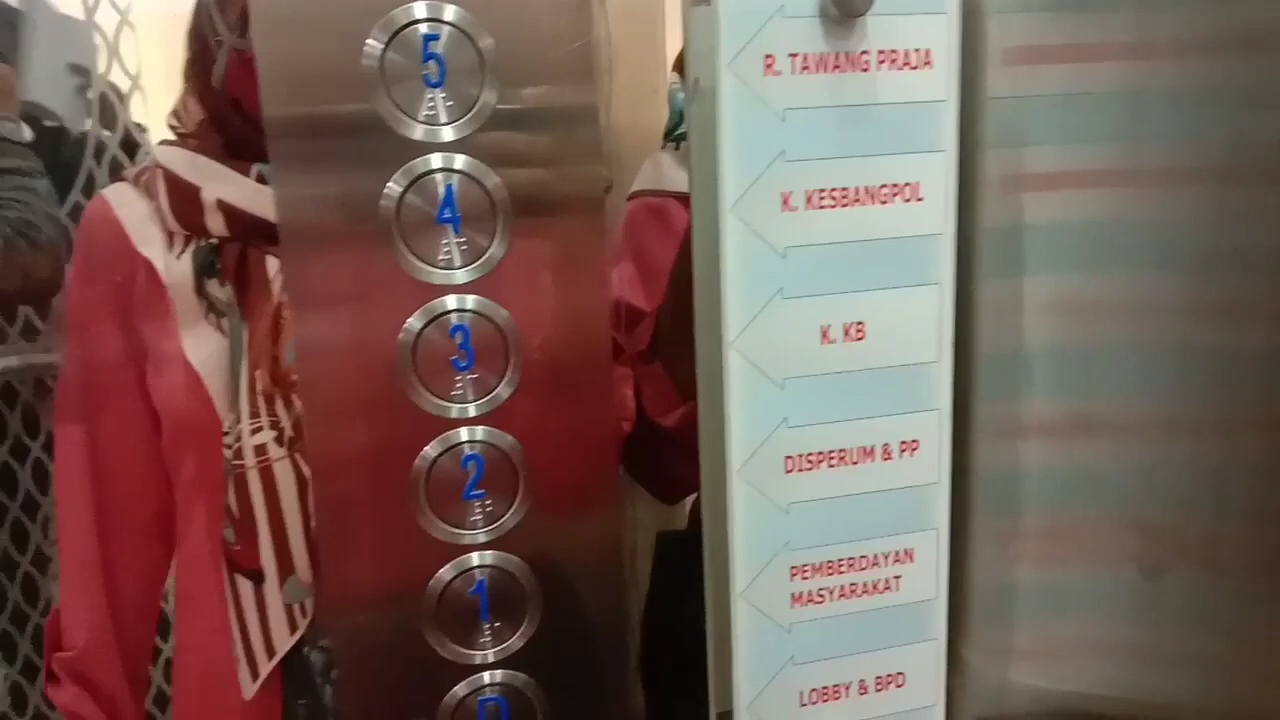 5
R. TAWANG PRAJA
4
K. KESBANGPOL
3
K. KB
2
DISPERUM & PP
1
PEMBERDAYAN
MASYARAKAT
LOBBY & BPD